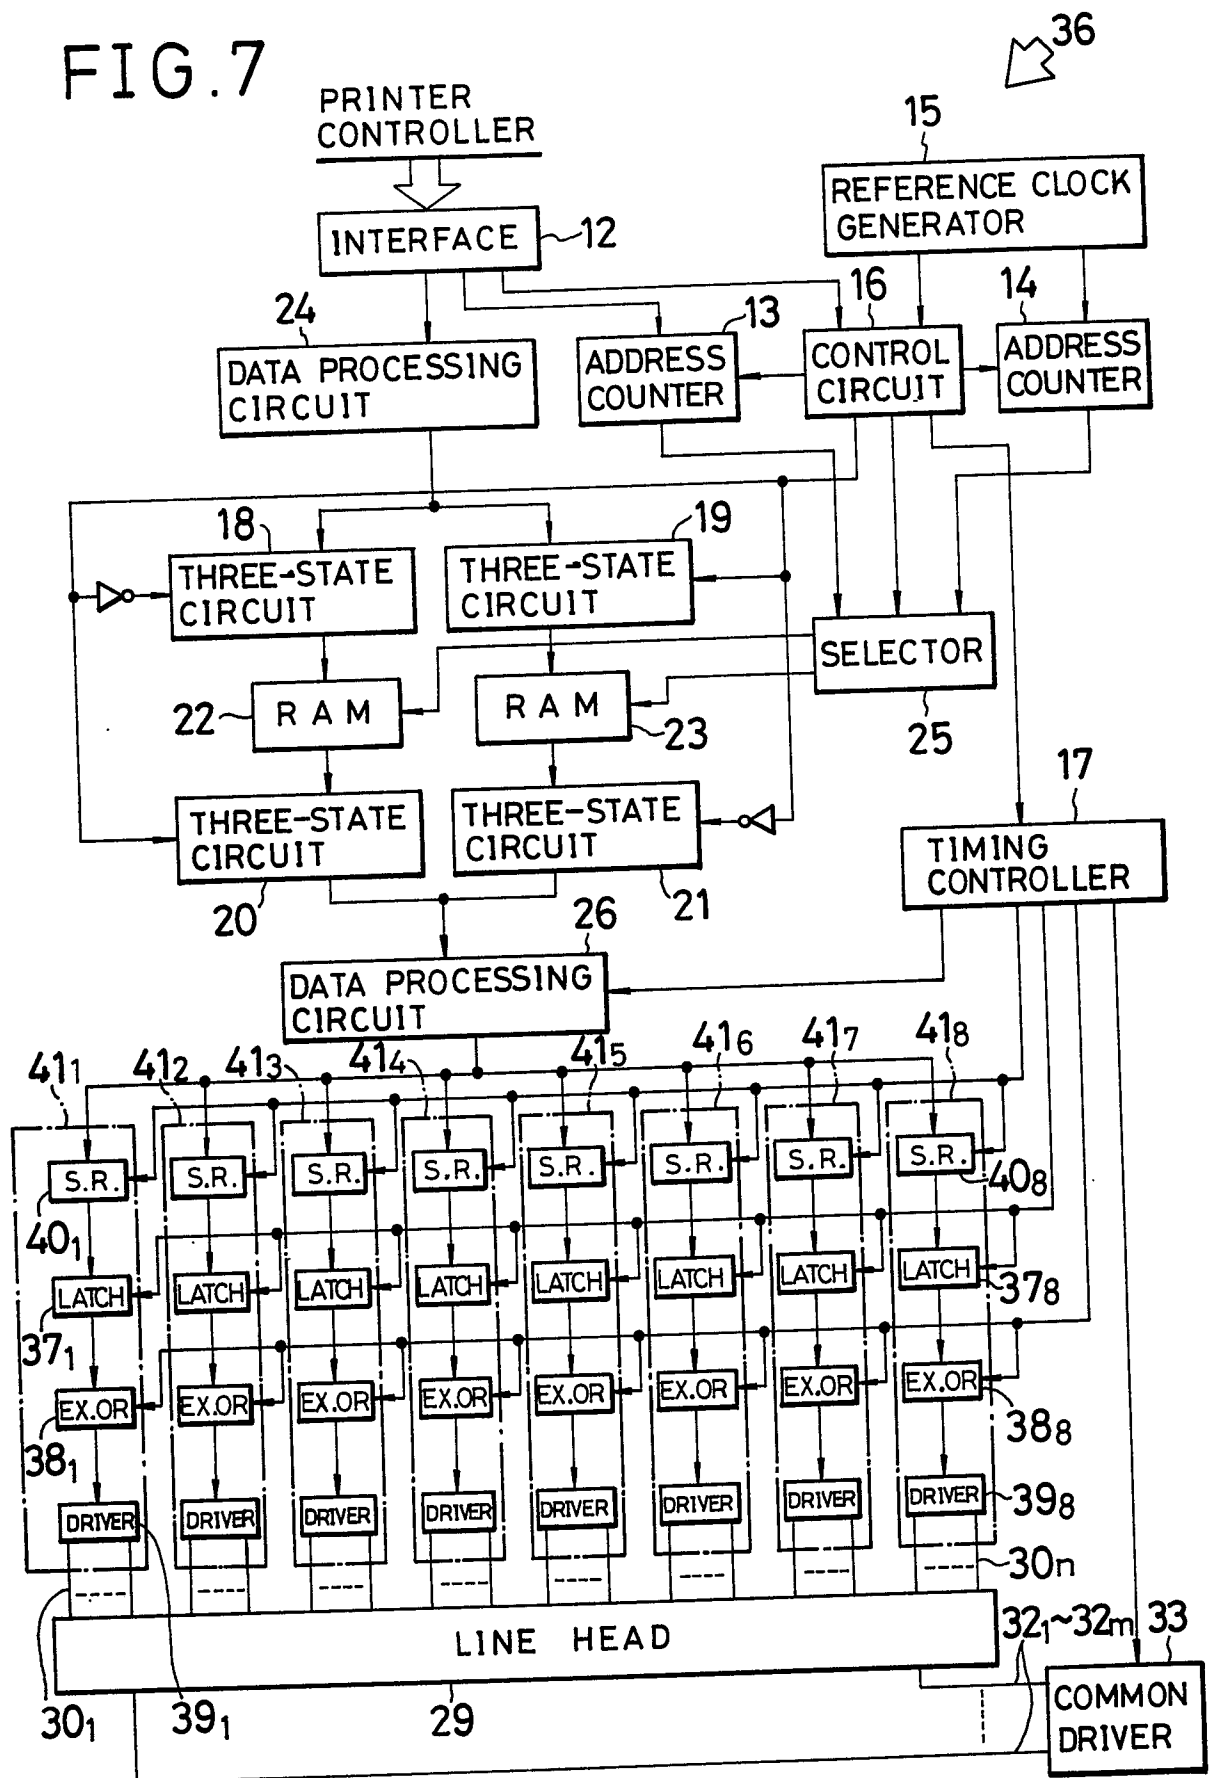 FIG.7
36
PRINTER
CONTROLLER
15
REFERENCE CLOCK
GENERATOR
INTERFACE
12
24
13
16
14
DATA PROCESSING
CIRCUIT
ADDRESS
COUNTER
CONTROL
CIRCUIT
ADDRESS
COUNTER
18
19
THREE-STATE
CIRCUIT
THREE-STATE
CIRCUIT
SELECTOR
25
22
RAM
RAM
23
17
THREE-STATE
CIRCUIT
THREE-STATE
CIRCUIT
TIMING
CONTROLLER
20
21
26
DATA PROCESSING
CIRCUIT
41₁
41₂
41₃
41₄
41₅
41₆
41₇
41₈
S.R.
S.R.
S.R.
S.R.
S.R.
S.R.
S.R.
S.R.
40₁
40₈
LATCH
LATCH
LATCH
LATCH
LATCH
LATCH
LATCH
LATCH
37₁
37₈
EX.OR
EX.OR
EX.OR
EX.OR
EX.OR
EX.OR
EX.OR
EX.OR
38₁
38₈
DRIVER
DRIVER
DRIVER
DRIVER
DRIVER
DRIVER
DRIVER
DRIVER
39₈
30n
LINE HEAD
32₁~32m
33
30₁
39₁
29
COMMON
DRIVER